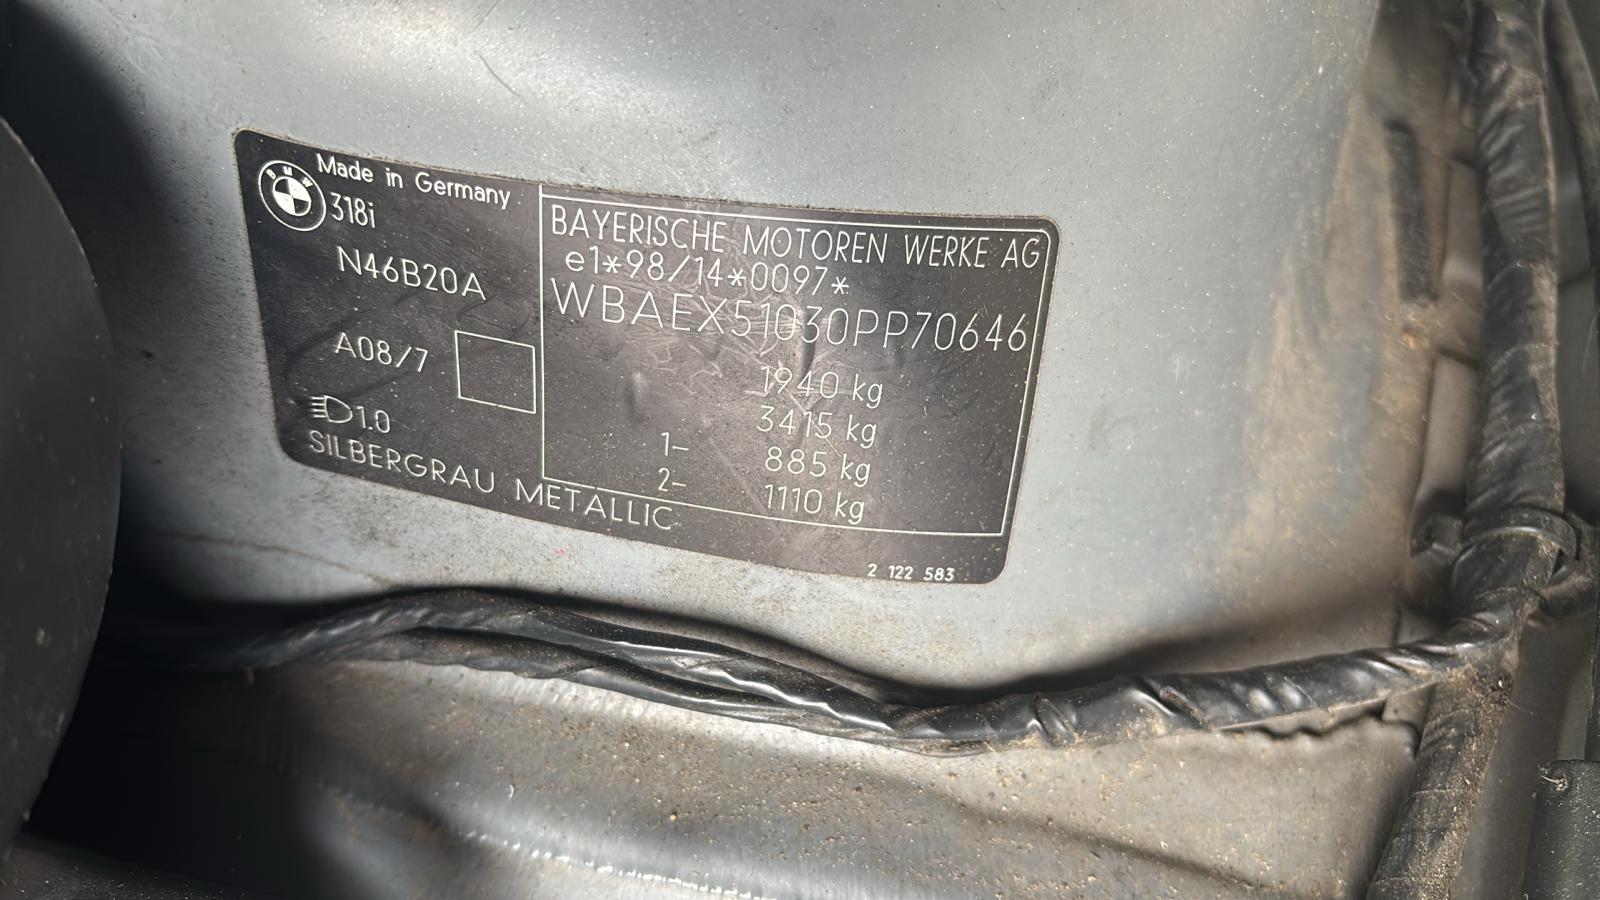 BMW
Made in Germany
318i
N46B20A
A08/7
1.0
SILBERGRAU METALLIC
BAYERISCHE MOTOREN WERKE AG
e1*98/14*0097*
WBAEX51030PP70646
1940 kg
3415 kg
1- 885 kg
2- 1110 kg
2 122 583